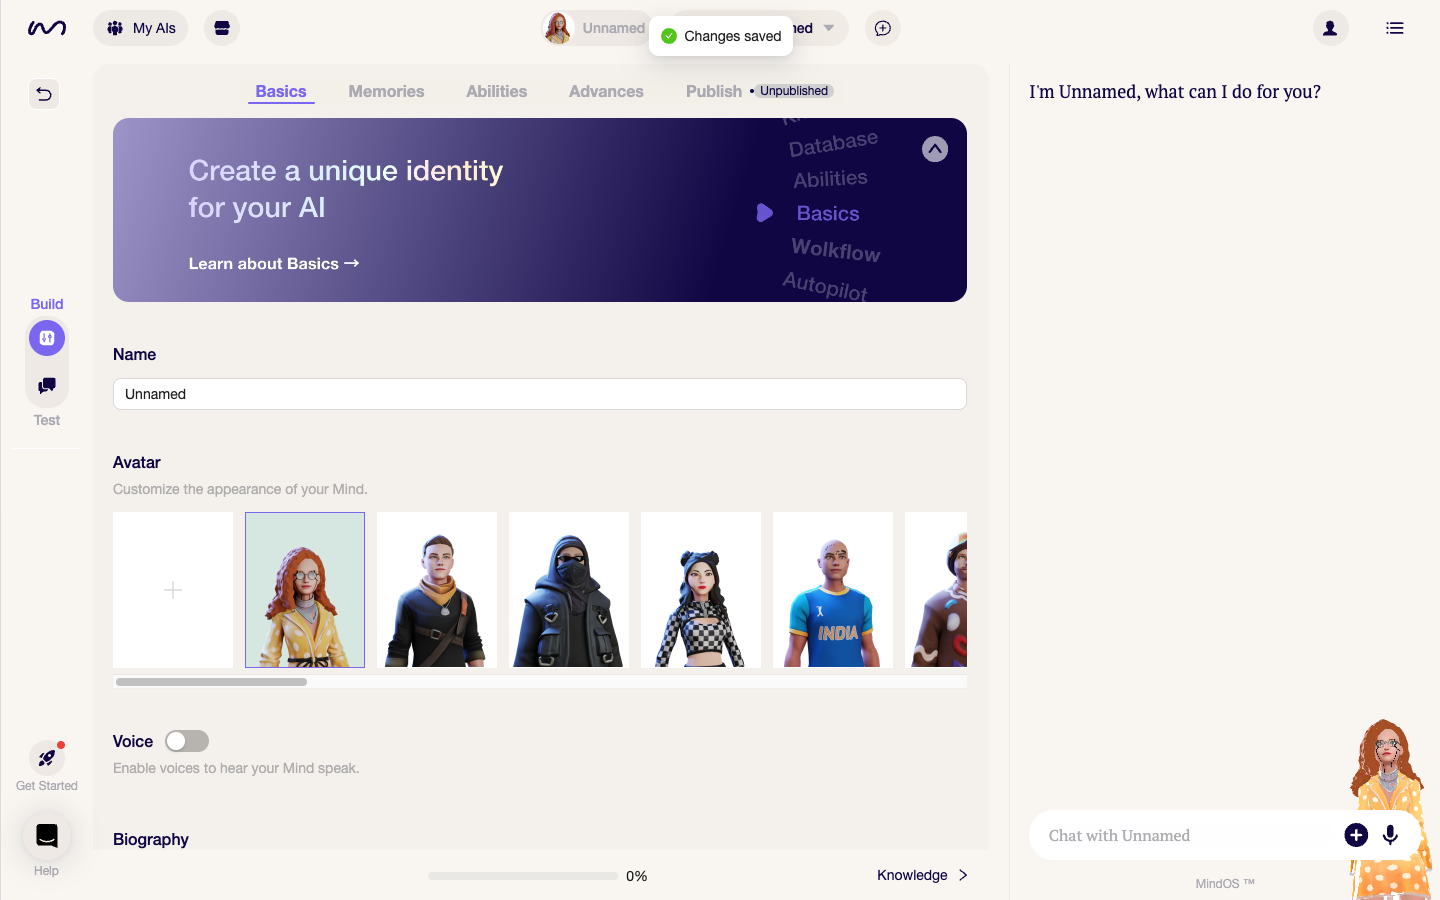 My AIs
Unnamed
med
Changes saved
Basics
Memories
Abilities
Advances
Publish
Unpublished
I'm Unnamed, what can I do for you?
Create a unique identity
for your AI
Learn about Basics →
Database
Abilities
Basics
Wolkflow
Autopilot
Build
Test
Name
Unnamed
Avatar
Customize the appearance of your Mind.
INDIA
Voice
Enable voices to hear your Mind speak.
Biography
Get Started
Help
0%
Knowledge
Chat with Unnamed
MindOS ™